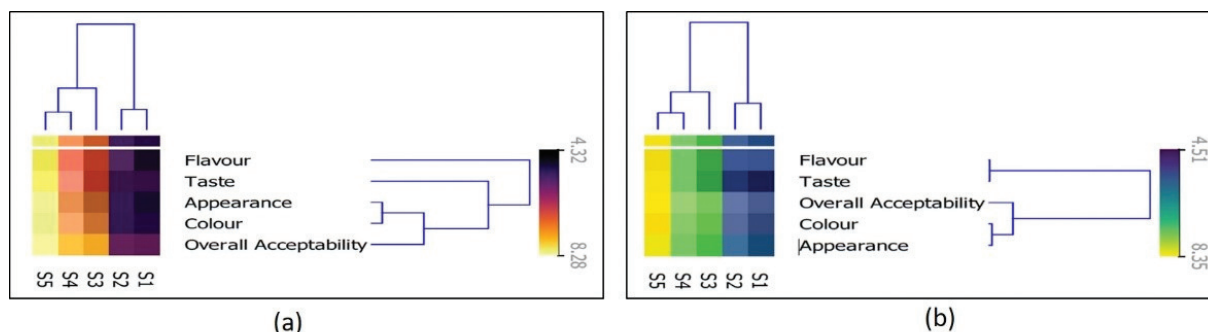 Flavour
Taste
Appearance
Colour
Overall Acceptability
S5 S4 S3 S2 S1
4.32
8.28
(a)
Flavour
Taste
Overall Acceptability
Colour
Appearance
S5 S4 S3 S2 S1
4.51
8.35
(b)